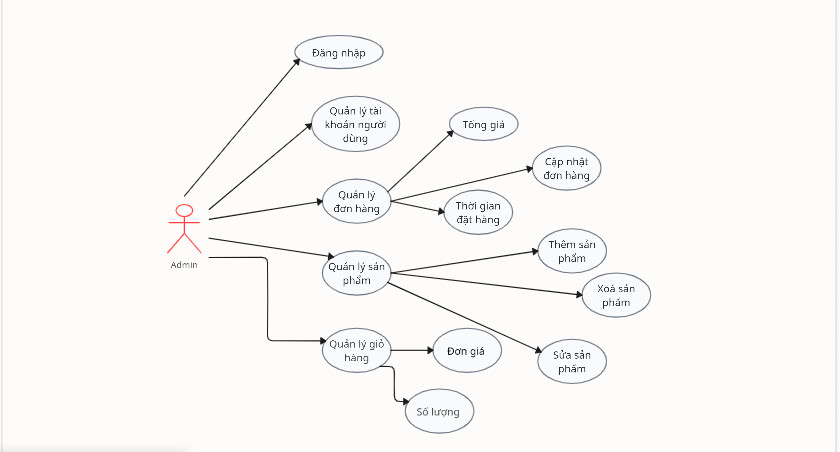 Đăng nhập
Quản lý tài
khoản người
dùng
Tổng giá
Cập nhật
đơn hàng
Quản lý
đơn hàng
Thời gian
đặt hàng
Admin
Thêm sản
phẩm
Quản lý sản
phẩm
Xoá sản
phẩm
Quản lý giỏ
hàng
Đơn giá
Sửa sản
phẩm
Số lượng